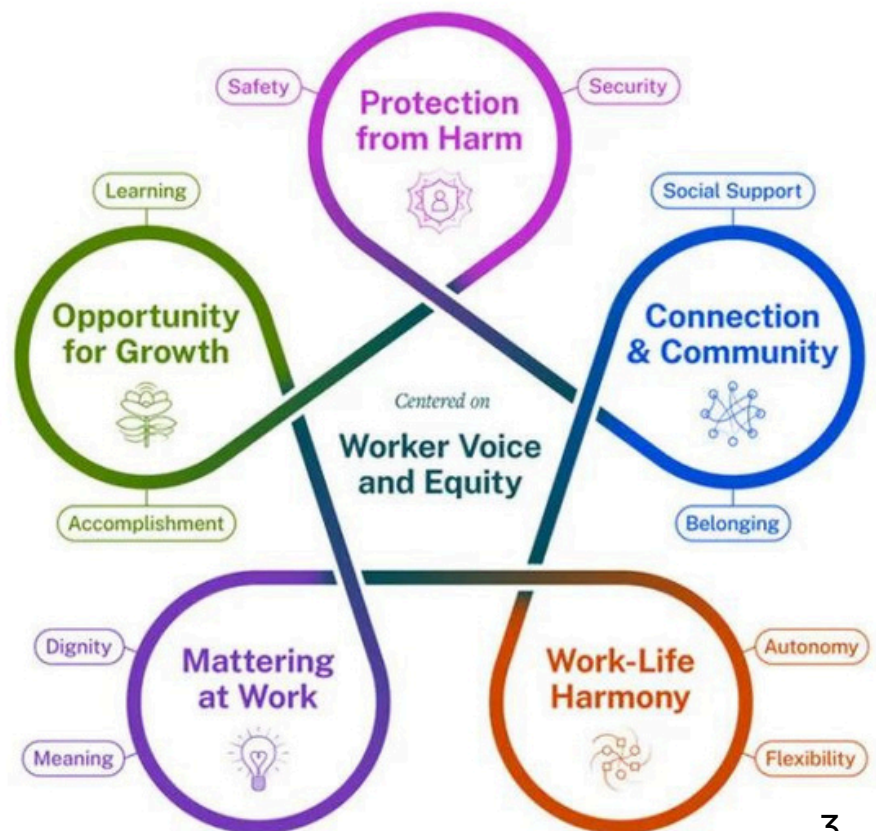 Safety
Security
Protection
from Harm
Learning
Social Support
Opportunity
for Growth
Connection
& Community
Centered on
Worker Voice
and Equity
Accomplishment
Belonging
Dignity
Mattering
at Work
Meaning
Work-Life
Harmony
Autonomy
Flexibility
3